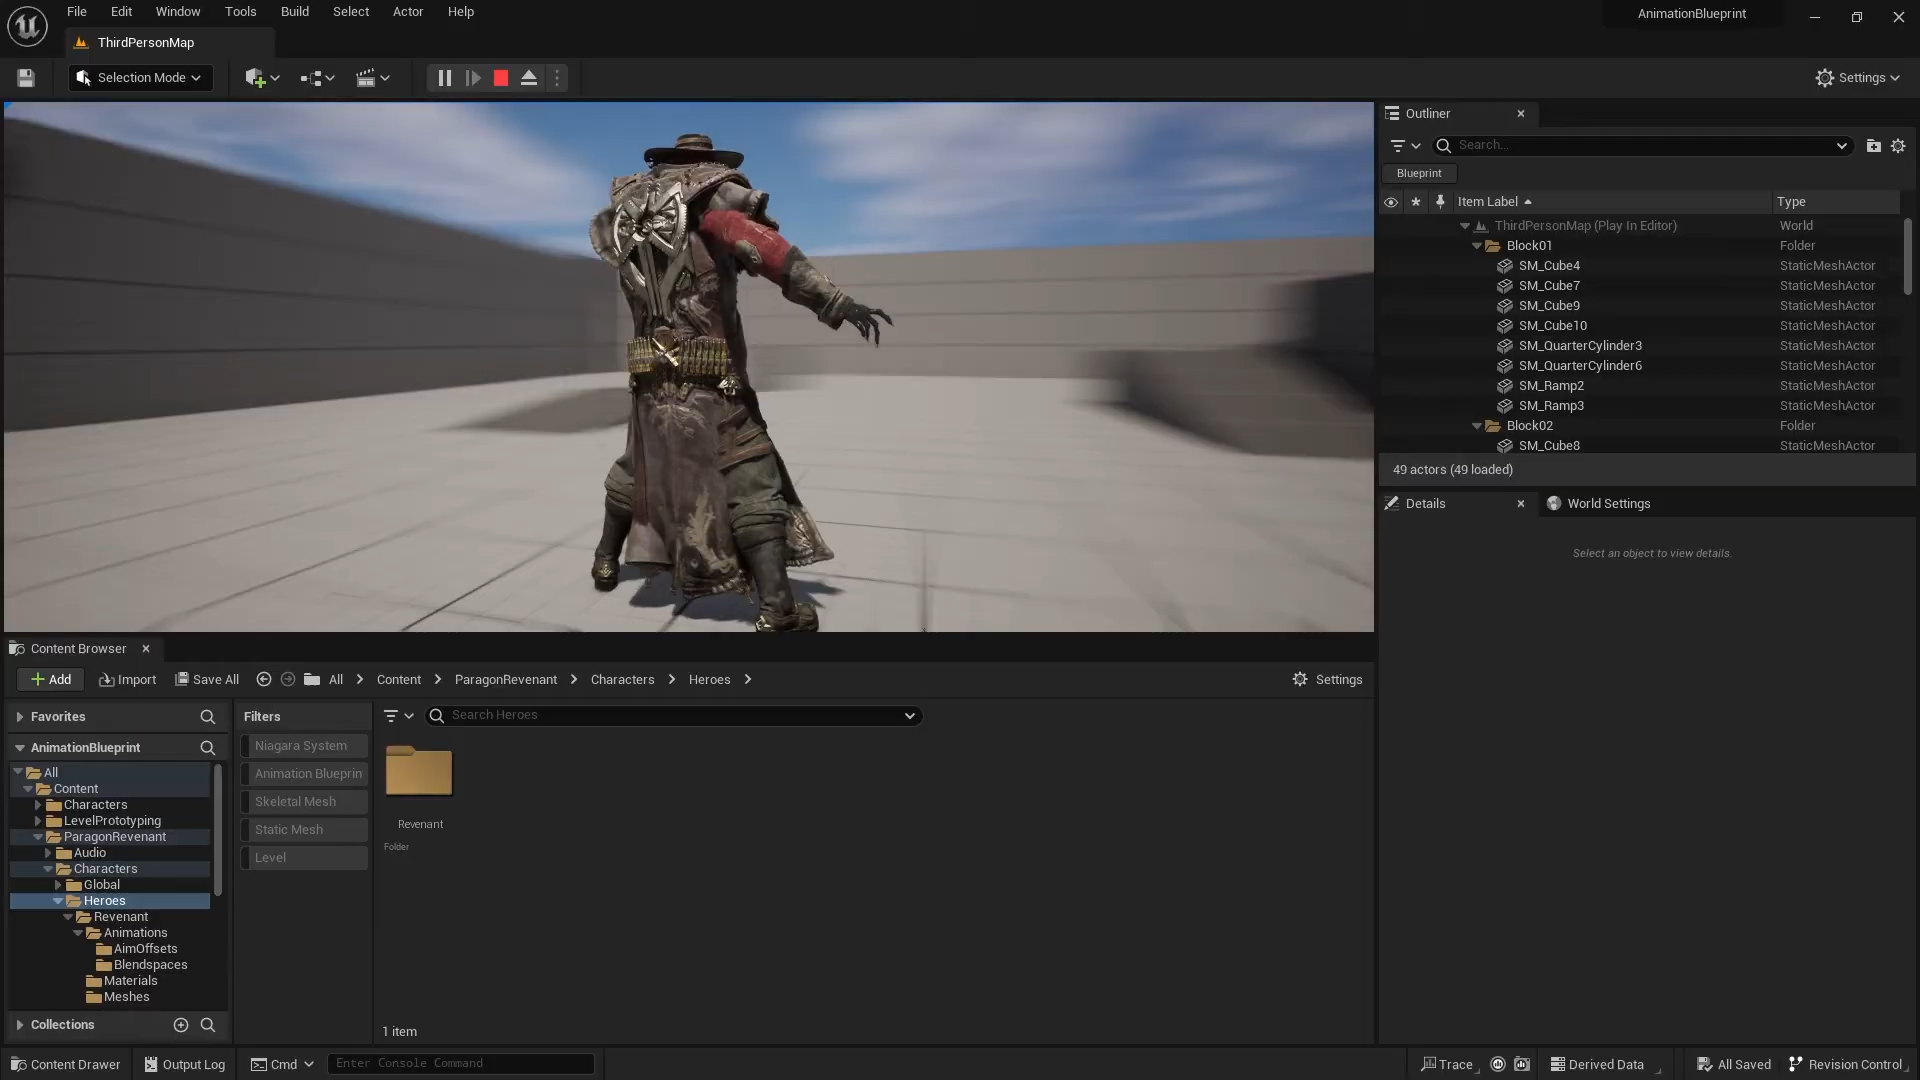 File Edit Window Tools Build Select Actor Help
AnimationBlueprint
ThirdPersonMap
Selection Mode
Settings
Outliner
Search...
Blueprint
Item Label Type
ThirdPersonMap (Play In Editor) World
Block01 Folder
SM_Cube4 StaticMeshActor
SM_Cube7 StaticMeshActor
SM_Cube9 StaticMeshActor
SM_Cube10 StaticMeshActor
SM_QuarterCylinder3 StaticMeshActor
SM_QuarterCylinder6 StaticMeshActor
SM_Ramp2 StaticMeshActor
SM_Ramp3 StaticMeshActor
Block02 Folder
SM_Cube8 StaticMeshActor
49 actors (49 loaded)
Details World Settings
Select an object to view details.
Content Browser
Add Import Save All All Content ParagonRevenant Characters Heroes Settings
Favorites
AnimationBlueprint
All
Content
Characters
LevelPrototyping
ParagonRevenant
Audio
Characters
Global
Heroes
Revenant
Animations
AimOffsets
Blendspaces
Materials
Meshes
Collections
Filters
Niagara System
Animation Blueprin
Skeletal Mesh
Static Mesh
Level
Search Heroes
Revenant
Folder
1 item
Content Drawer Output Log Cmd Enter Console Command Trace Derived Data All Saved Revision Control